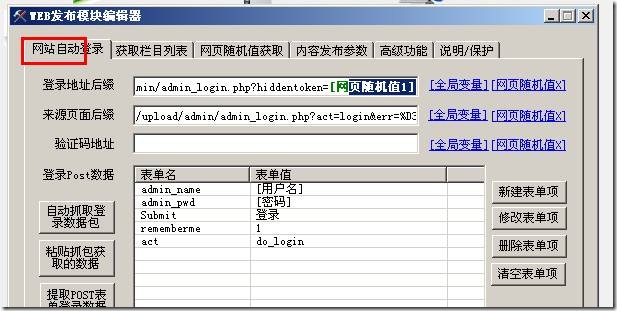 WEB发布模块编辑器
网站自动登录 获取栏目列表 网页随机值获取 内容发布参数 高级功能 说明/保护
登录地址后缀 min/admin_login.php?hiddentoken=[网页随机值1] [全局变量] [网页随机值X]
来源页面后缀 /upload/admin/admin_login.php?act=login&err=%D3 [全局变量] [网页随机值X]
验证码地址 [全局变量] [网页随机值X]
登录Post数据 表单名 表单值
admin_name [用户名]
admin_pwd [密码]
Submit 登录
rememberme 1
act do_login
自动抓取登
录数据包
粘贴抓包获
取的数据
提取POST表
单登录数据
新建表单项
修改表单项
删除表单项
清空表单项